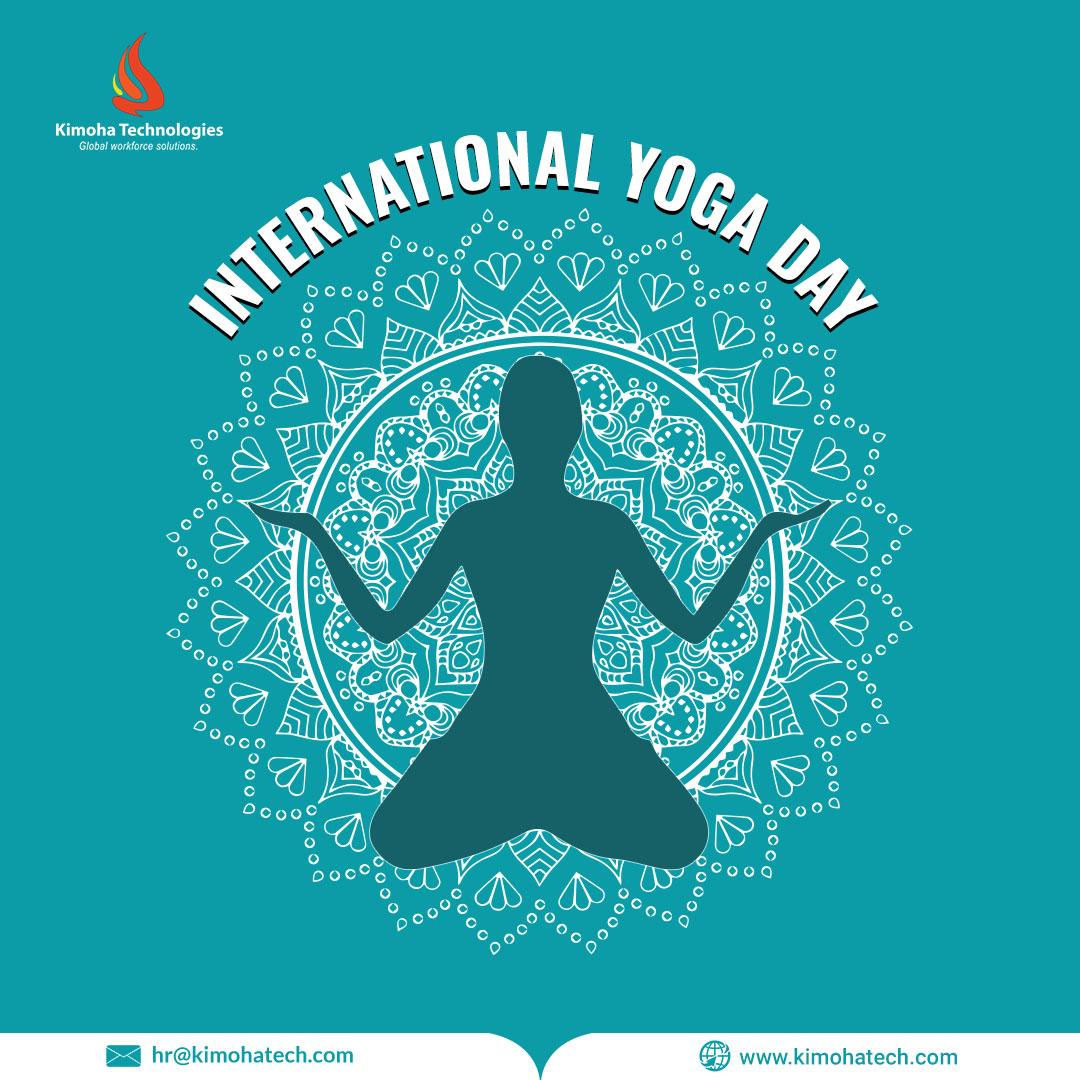 Kimoha Technologies
Global workforce solutions.
INTERNATIONAL YOGA DAY
hr@kimohatech.com
www.kimohatech.com